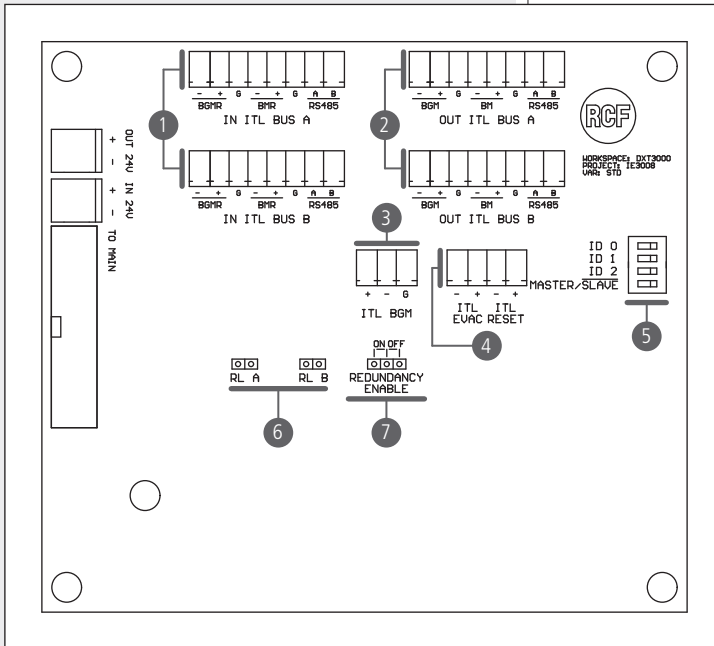 - + G - + G A B
BGMR BMR RS485
IN ITL BUS A
- + G - + G A B
BGM BM RS485
OUT ITL BUS A
1
2
RCF
WORKSPACE: DXT3000
PROJECT: IE3008
VAR: STD
+ - OUT 24V
+ - IN 24V
TO MAIN
- + G - + G A B
BGMR BMR RS485
IN ITL BUS B
- + G - + G A B
BGM BM RS485
OUT ITL BUS B
3
+ - G
ITL BGM
- + - +
ITL ITL
EVAC RESET
4
ID 0
ID 1
ID 2
MASTER/SLAVE
5
RL A
RL B
ON OFF
REDUNDANCY
ENABLE
6
7